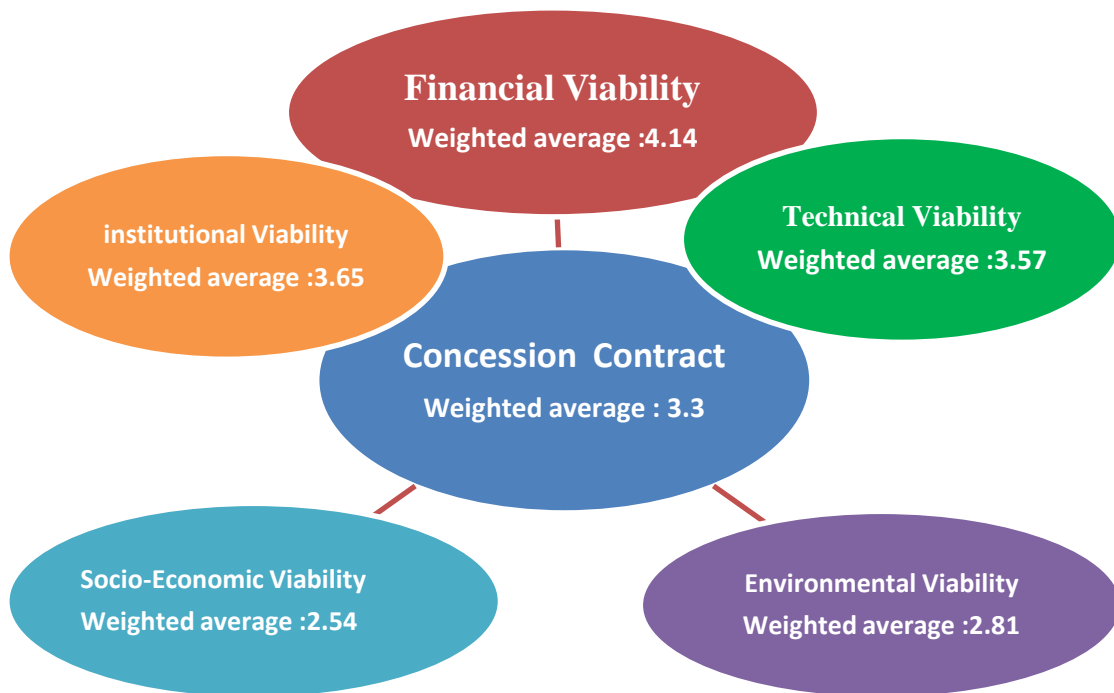 Financial Viability
Weighted average :4.14
institutional Viability
Weighted average :3.65
Technical Viability
Weighted average :3.57
Concession Contract
Weighted average : 3.3
Socio-Economic Viability
Weighted average :2.54
Environmental Viability
Weighted average :2.81